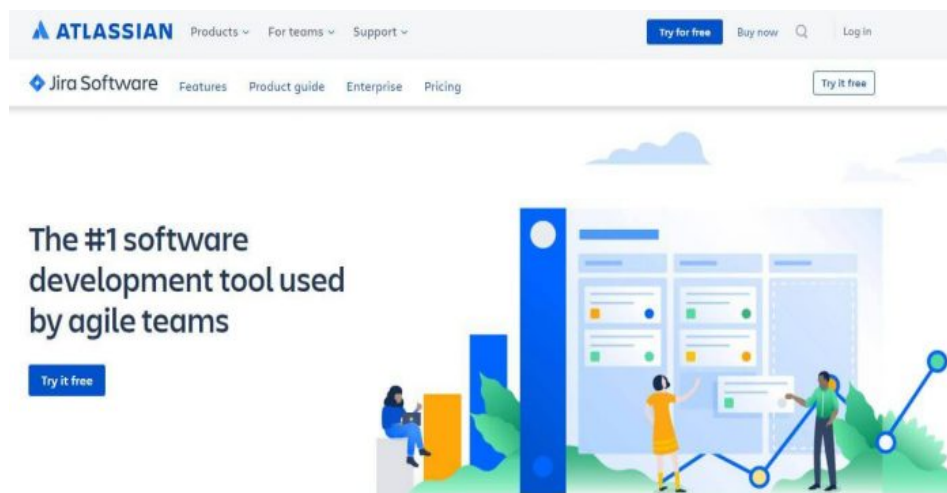 ATLASSIAN Products For teams Support Try for free Buy now Log in
Jira Software Features Product guide Enterprise Pricing Try it free
The #1 software
development tool used
by agile teams
Try it free